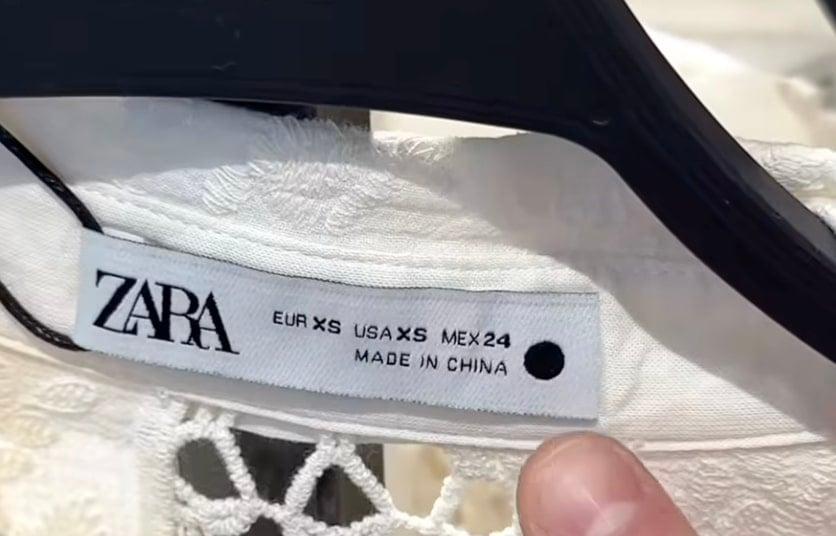 ZARA
EUR XS USA XS MEX 24
MADE IN CHINA